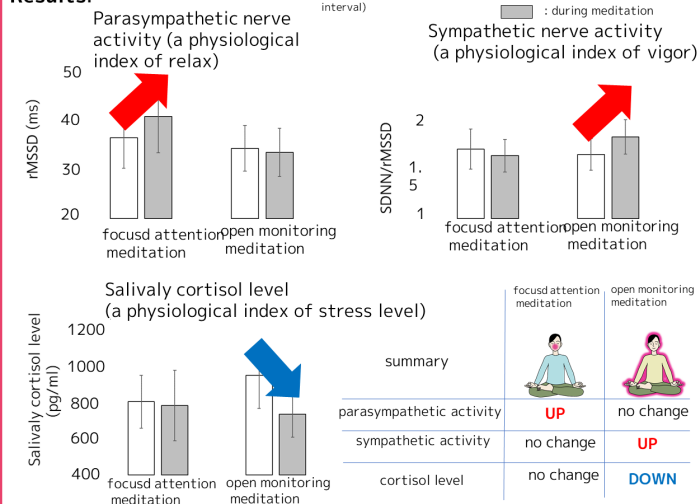 Results:
interval)
: during meditation
Parasympathetic nerve
activity (a physiological
index of relax)
rMSSD (ms)
50
40
30
20
focusd attention
meditation
open monitoring
meditation
Sympathetic nerve activity
(a physiological index of vigor)
SDNN/rMSSD
2
1.
5
1
focusd attention
meditation
open monitoring
meditation
Salivaly cortisol level
(a physiological index of stress level)
Salivaly cortisol level
(pg/ml)
1200
1000
800
600
400
focusd attention
meditation
open monitoring
meditation
focusd attention
meditation
open monitoring
meditation
summary
parasympathetic activity
UP
no change
sympathetic activity
no change
UP
cortisol level
no change
DOWN